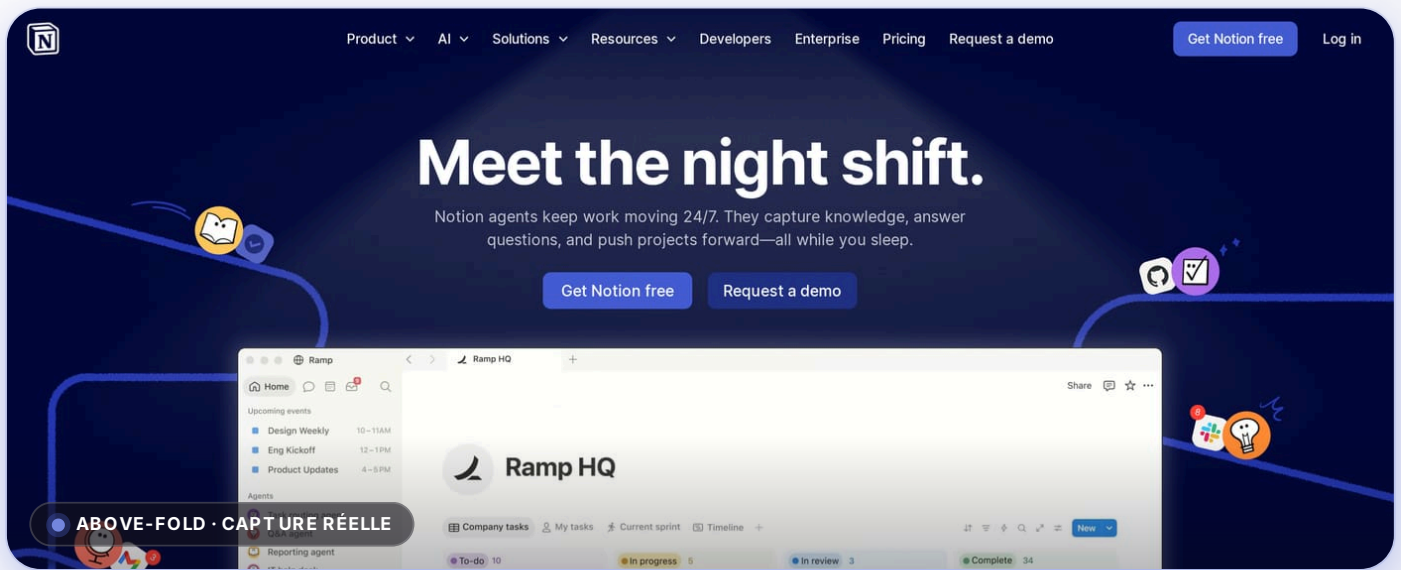 N
Product AI Solutions Resources Developers Enterprise Pricing Request a demo Get Notion free Log in
Meet the night shift.
Notion agents keep work moving 24/7. They capture knowledge, answer
questions, and push projects forward—all while you sleep.
Get Notion free Request a demo
Ramp Ramp HQ
Home Share
Upcoming events
Design Weekly 10–11AM
Eng Kickoff 12–1PM
Product Updates 4–5PM
Ramp HQ
Agents
ABOVE-FOLD · CAPTURE RÉELLE
Q&A agent
Reporting agent
Company tasks My tasks Current sprint Timeline New
To-do 10 In progress 5 In review 3 Complete 34